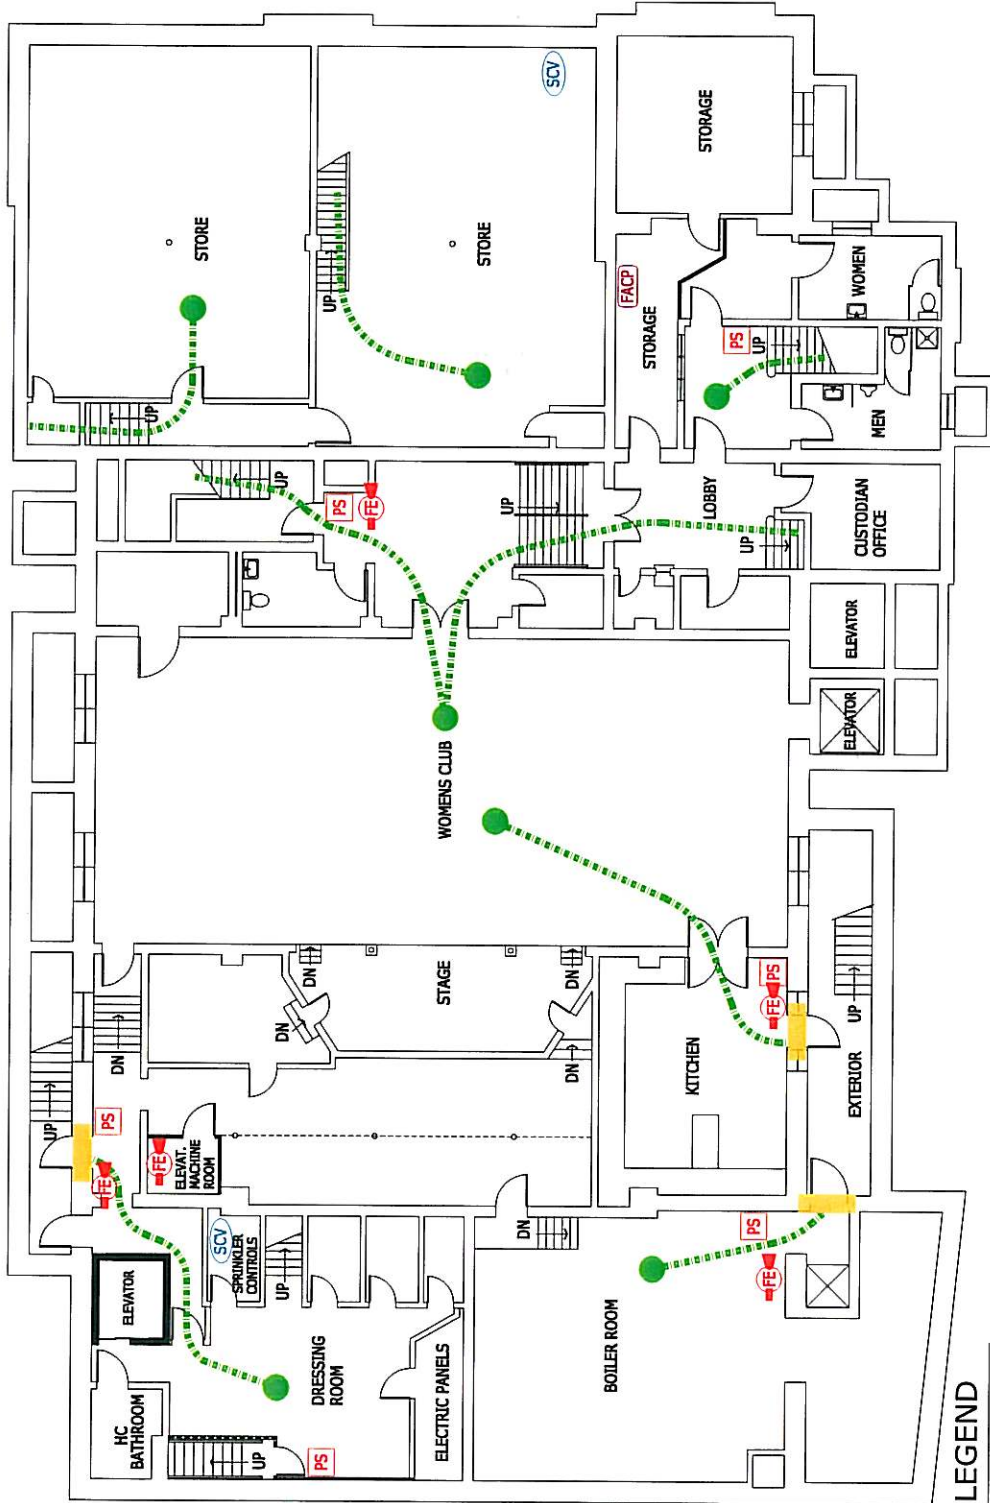 STORE
UP
SCV
STORE
UP
STORAGE
FACP
STORAGE
WOMEN
PS
UP
MEN
UP
PS
FE
UP
LOBBY
UP
CUSTODIAN
OFFICE
ELEVATOR
ELEVATOR
WOMENS CLUB
STAGE
DN
DN
DN
DN
DN
UP
PS
FE
FE
ELEVAT.
MACHINE
ROOM
KITCHEN
PS
FE
UP
EXTERIOR
SCV
SPRINKLER
CONTROLS
UP
ELEVATOR
DRESSING
ROOM
HC
BATHROOM
UP
PS
ELECTRIC PANELS
DN
BOILER ROOM
PS
FE
LEGEND